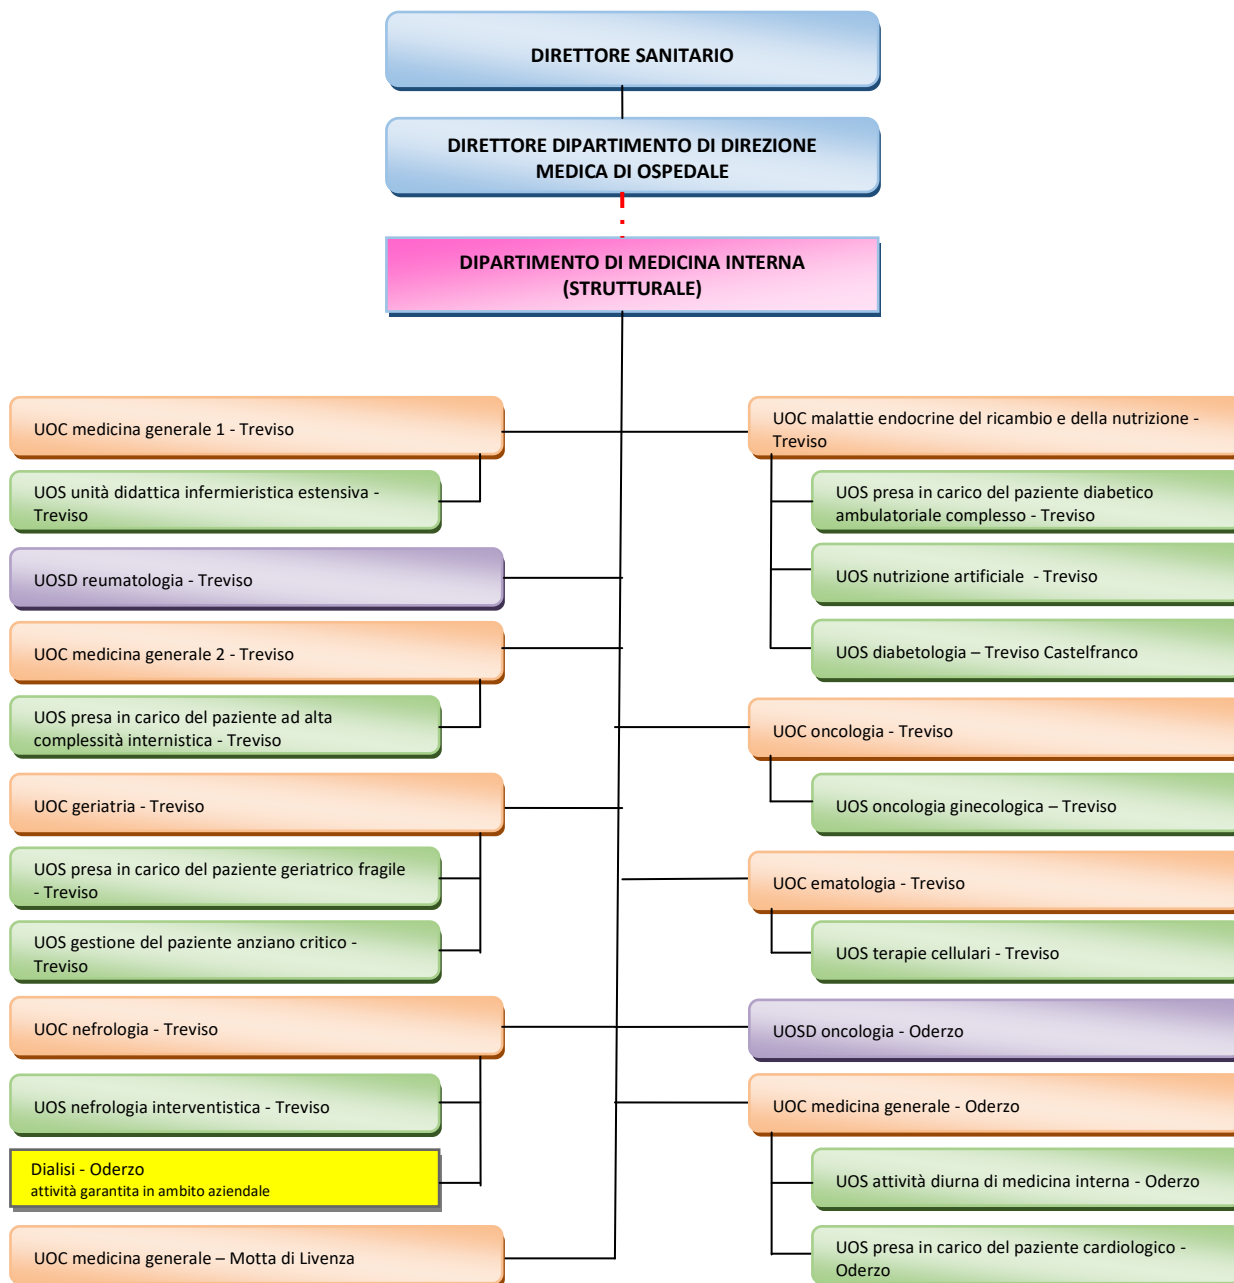 DIRETTORE SANITARIO
DIRETTORE DIPARTIMENTO DI DIREZIONE
MEDICA DI OSPEDALE
DIPARTIMENTO DI MEDICINA INTERNA
(STRUTTURALE)
UOC medicina generale 1 - Treviso
UOS unità didattica infermieristica estensiva -
Treviso
UOSD reumatologia - Treviso
UOC medicina generale 2 - Treviso
UOS presa in carico del paziente ad alta
complessità internistica - Treviso
UOC geriatria - Treviso
UOS presa in carico del paziente geriatrico fragile
- Treviso
UOS gestione del paziente anziano critico -
Treviso
UOC nefrologia - Treviso
UOS nefrologia interventistica - Treviso
Dialisi - Oderzo
attività garantita in ambito aziendale
UOC medicina generale – Motta di Livenza
UOC malattie endocrine del ricambio e della nutrizione -
Treviso
UOS presa in carico del paziente diabetico
ambulatoriale complesso - Treviso
UOS nutrizione artificiale - Treviso
UOS diabetologia – Treviso Castelfranco
UOC oncologia - Treviso
UOS oncologia ginecologica – Treviso
UOC ematologia - Treviso
UOS terapie cellulari - Treviso
UOSD oncologia - Oderzo
UOC medicina generale - Oderzo
UOS attività diurna di medicina interna - Oderzo
UOS presa in carico del paziente cardiologico -
Oderzo